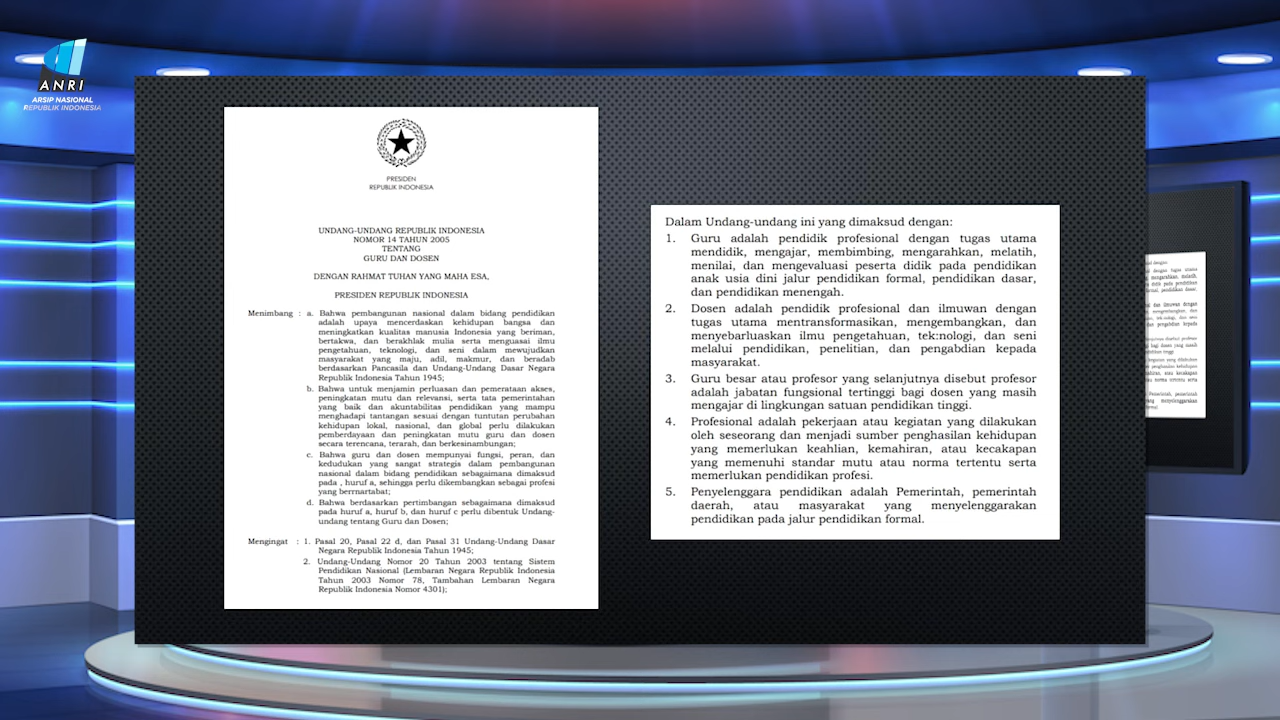 ANRI
ARSIP NASIONAL
REPUBLIK INDONESIA
PRESIDEN
REPUBLIK INDONESIA
UNDANG-UNDANG REPUBLIK INDONESIA
NOMOR 14 TAHUN 2005
TENTANG
GURU DAN DOSEN
DENGAN RAHMAT TUHAN YANG MAHA ESA,
PRESIDEN REPUBLIK INDONESIA
Menimbang : a. Bahwa pembangunan nasional dalam bidang pendidikan
adalah upaya mencerdaskan kehidupan bangsa dan
meningkatkan kualitas manusia Indonesia yang beriman,
bertakwa, dan berakhlak mulia serta menguasai ilmu
pengetahuan, teknologi, dan seni dalam mewujudkan
masyarakat yang maju, adil, makmur, dan beradab
berdasarkan Pancasila dan Undang-Undang Dasar Negara
Republik Indonesia Tahun 1945;
b. Bahwa untuk menjamin perluasan dan pemerataan akses,
peningkatan mutu dan relevansi, serta tata pemerintahan
yang baik dan akuntabilitas pendidikan yang mampu
menghadapi tantangan sesuai dengan tuntutan perubahan
kehidupan lokal, nasional, dan global perlu dilakukan
pemberdayaan dan peningkatan mutu guru dan dosen
secara terencana, terarah, dan berkesinambungan;
c. Bahwa guru dan dosen mempunyai fungsi, peran, dan
kedudukan yang sangat strategis dalam pembangunan
nasional dalam bidang pendidikan sebagaimana dimaksud
pada , huruf a, sehingga perlu dikembangkan sebagai profesi
yang berrnartabat;
d. Bahwa berdasarkan pertimbangan sebagaimana dimaksud
pada huruf a, huruf b, dan huruf c perlu dibentuk Undang-
undang tentang Guru dan Dosen;
Mengingat : 1. Pasal 20, Pasal 22 d, dan Pasal 31 Undang-Undang Dasar
Negara Republik Indonesia Tahun 1945;
2. Undang-Undang Nomor 20 Tahun 2003 tentang Sistem
Pendidikan Nasional (Lembaran Negara Republik Indonesia
Tahun 2003 Nomor 78, Tambahan Lembaran Negara
Republik Indonesia Nomor 4301);
Dalam Undang-undang ini yang dimaksud dengan:
1. Guru adalah pendidik profesional dengan tugas utama
mendidik, mengajar, membimbing, mengarahkan, melatih,
menilai, dan mengevaluasi peserta didik pada pendidikan
anak usia dini jalur pendidikan formal, pendidikan dasar,
dan pendidikan menengah.
2. Dosen adalah pendidik profesional dan ilmuwan dengan
tugas utama mentransformasikan, mengembangkan, dan
menyebarluaskan ilmu pengetahuan, tek:nologi, dan seni
melalui pendidikan, penelitian, dan pengabdian kepada
masyarakat.
3. Guru besar atau profesor yang selanjutnya disebut profesor
adalah jabatan fungsional tertinggi bagi dosen yang masih
mengajar di lingkungan satuan pendidikan tinggi.
4. Profesional adalah pekerjaan atau kegiatan yang dilakukan
oleh seseorang dan menjadi sumber penghasilan kehidupan
yang memerlukan keahlian, kemahiran, atau kecakapan
yang memenuhi standar mutu atau norma tertentu serta
memerlukan pendidikan profesi.
5. Penyelenggara pendidikan adalah Pemerintah, pemerintah
daerah, atau masyarakat yang menyelenggarakan
pendidikan pada jalur pendidikan formal.